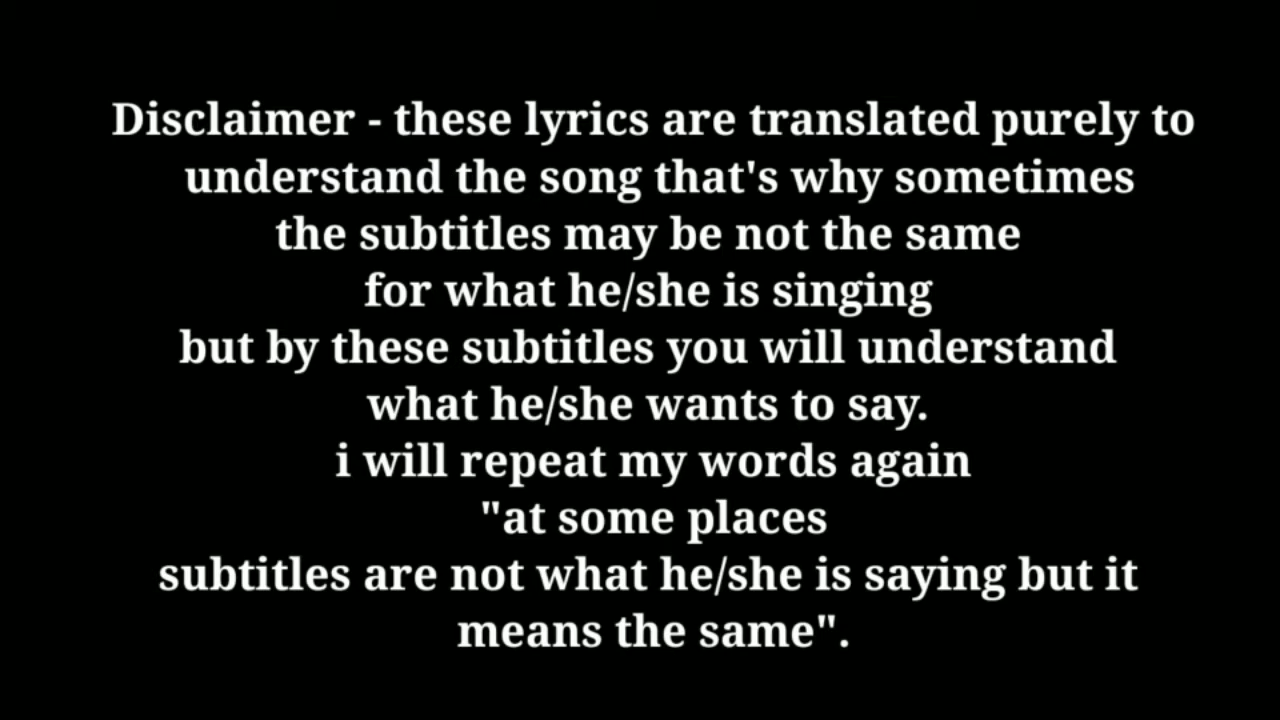 Disclaimer - these lyrics are translated purely to
understand the song that's why sometimes
the subtitles may be not the same
for what he/she is singing
but by these subtitles you will understand
what he/she wants to say.
i will repeat my words again
"at some places
subtitles are not what he/she is saying but it
means the same".